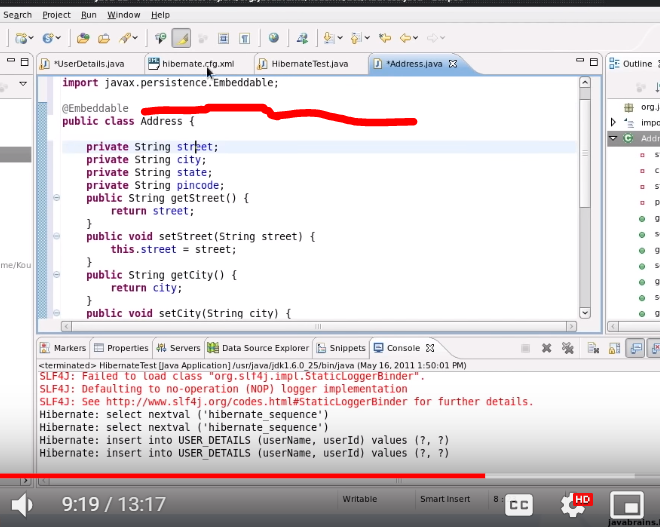 Search Project Run Window Help
*UserDetails.java hibernate.cfg.xml HibernateTest.java *Address.java Outline
import javax.persistence.Embeddable;
@Embeddable
public class Address {
private String street;
private String city;
private String state;
private String pincode;
public String getStreet() {
return street;
}
public void setStreet(String street) {
this.street = street;
}
public String getCity() {
return city;
}
public void setCity(String city) {
org.j
impo
Addr
s
c
s
p
g
s
g
s
g
s
g
me/Kou
Markers Properties Servers Data Source Explorer Snippets Console
<terminated> HibernateTest [Java Application] /usr/java/jdk1.6.0_25/bin/java (May 16, 2011 1:50:01 PM)
SLF4J: Failed to load class "org.slf4j.impl.StaticLoggerBinder".
SLF4J: Defaulting to no-operation (NOP) logger implementation
SLF4J: See http://www.slf4j.org/codes.html#StaticLoggerBinder for further details.
Hibernate: select nextval ('hibernate_sequence')
Hibernate: select nextval ('hibernate_sequence')
Hibernate: insert into USER_DETAILS (userName, userId) values (?, ?)
Hibernate: insert into USER_DETAILS (userName, userId) values (?, ?)
9:19 / 13:17 Writable Smart Insert 8 : CC HD
javabrains.